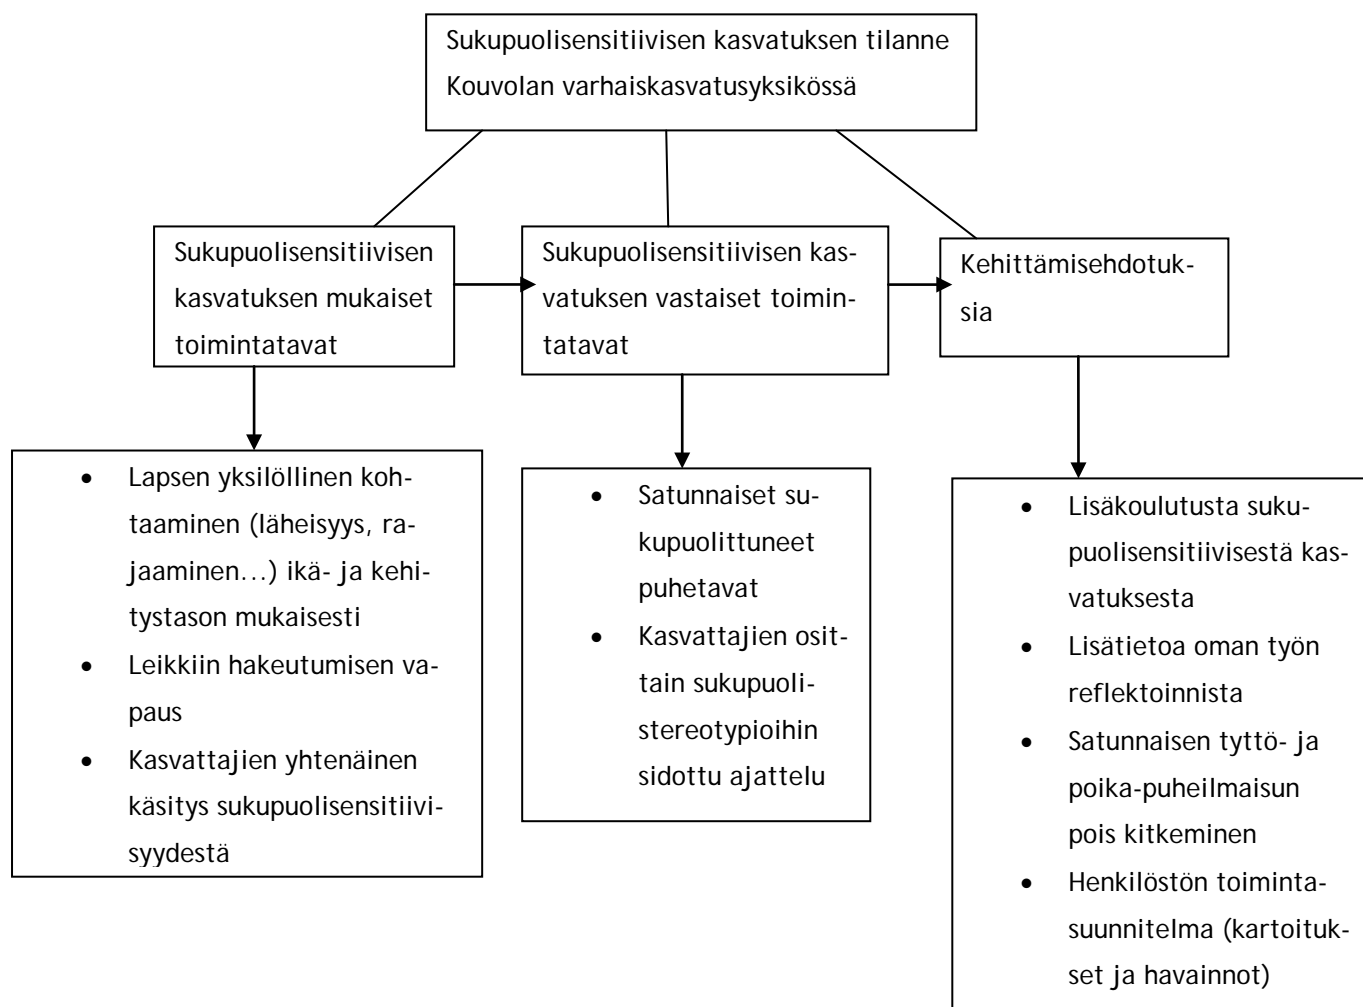 Sukupuolisensitiivisen kasvatuksen tilanne
Kouvolan varhaiskasvatusyksikössä
Sukupuolisensitiivisen
kasvatuksen mukaiset
toimintatavat
Sukupuolisensitiivisen kas-
vatuksen vastaiset toimin-
tatavat
Kehittämisehdotuk-
sia
• Lapsen yksilöllinen koh-
taaminen (läheisyys, ra-
jaaminen…) ikä- ja kehi-
tystason mukaisesti
• Leikkiin hakeutumisen va-
paus
• Kasvattajien yhtenäinen
käsitys sukupuolisensitiivi-
syydestä
• Satunnaiset su-
kupuolittuneet
puhetavat
• Kasvattajien osit-
tain sukupuoli-
stereotypioihin
sidottu ajattelu
• Lisäkoulutusta suku-
puolisensitiivisestä kas-
vatuksesta
• Lisätietoa oman työn
reflektoinnista
• Satunnaisen tyttö- ja
poika-puheilmaisun
pois kitkeminen
• Henkilöstön toiminta-
suunnitelma (kartoituk-
set ja havainnot)